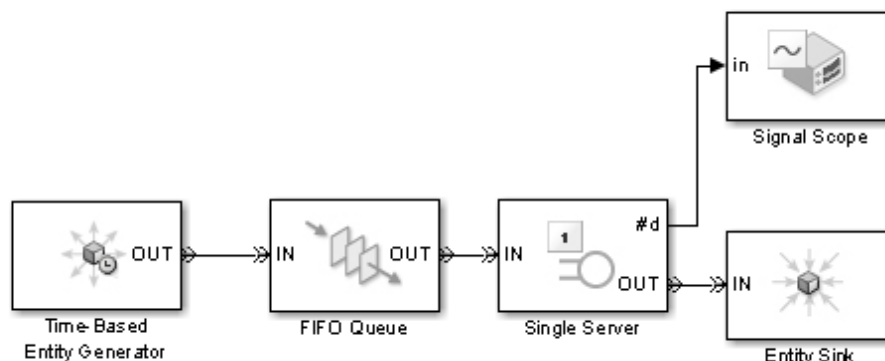 in
Signal Scope
OUT
Time-Based
Entity Generator
IN
OUT
FIFO Queue
IN
1
#d
OUT
Single Server
IN
Entity Sink